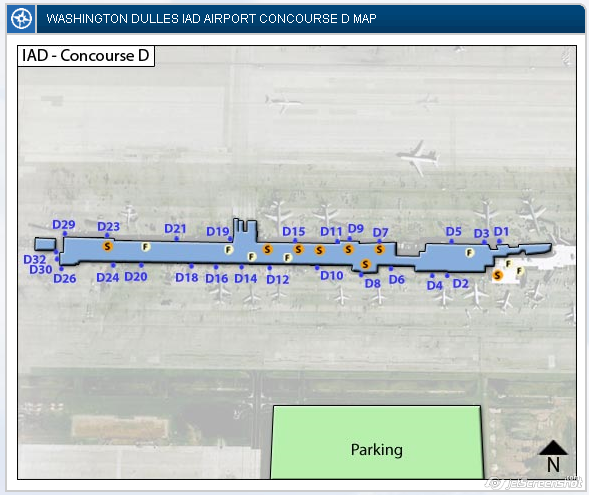 WASHINGTON DULLES IAD AIRPORT CONCOURSE D MAP
IAD - Concourse D
D29 D23 D21 D19 D15 D11 D9 D7 D5 D3 D1
S F F S S S S F
F F S F F
S
D32
D30
D26 D24 D20 D18 D16 D14 D12 D10 D8 D6 D4 D2
Parking
N